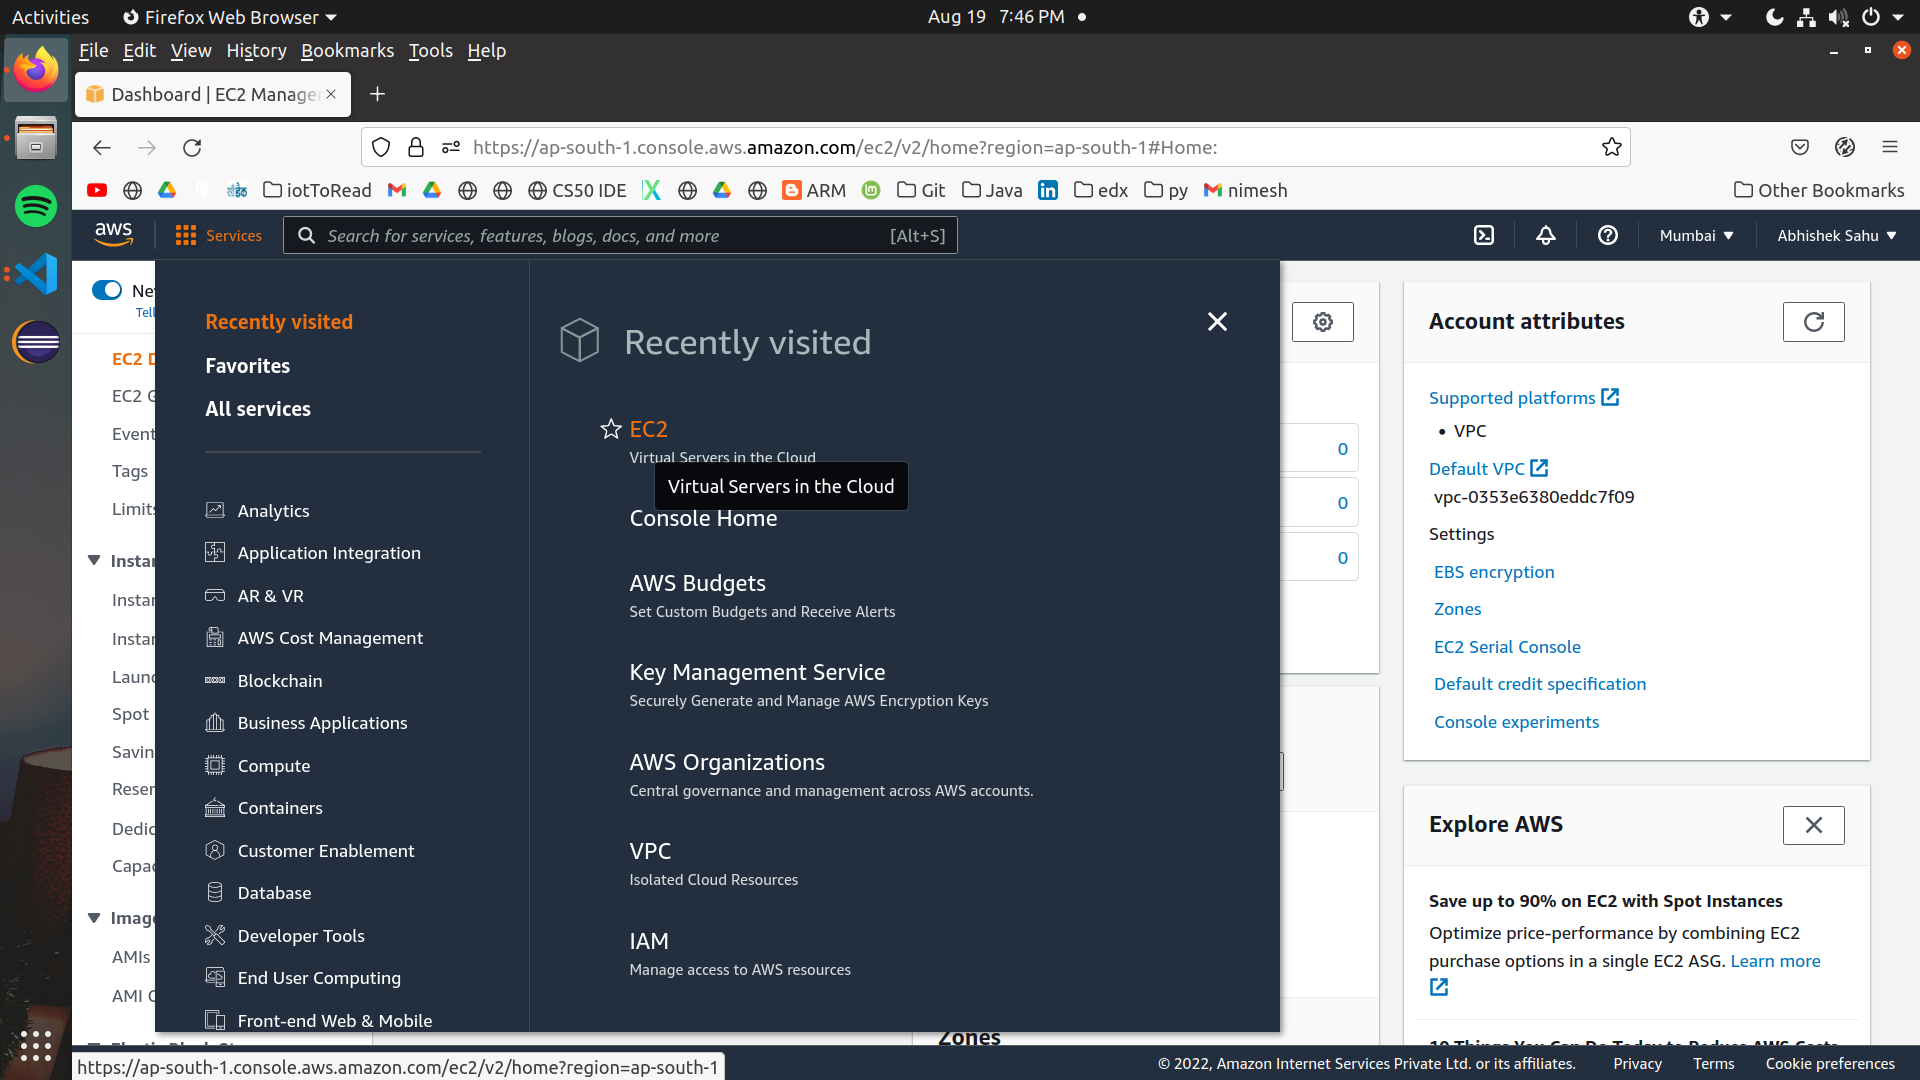 Activities
Firefox Web Browser
Aug 19 7:46 PM
File Edit View History Bookmarks Tools Help
Dashboard | EC2 Manage
https://ap-south-1.console.aws.amazon.com/ec2/v2/home?region=ap-south-1#Home:
iotToRead
CS50 IDE
ARM
Git
Java
edx
py
nimesh
Other Bookmarks
aws
Services
Search for services, features, blogs, docs, and more
[Alt+S]
Mumbai
Abhishek Sahu
Tell
EC2
Event
Tags
Limits
Spot
AMIs
AMI
Recently visited
Favorites
All services
Analytics
Application Integration
AR & VR
AWS Cost Management
Blockchain
Business Applications
Compute
Containers
Customer Enablement
Database
Developer Tools
End User Computing
Front-end Web & Mobile
Recently visited
EC2
Virtual Servers in the Cloud
Virtual Servers in the Cloud
Console Home
AWS Budgets
Set Custom Budgets and Receive Alerts
Key Management Service
Securely Generate and Manage AWS Encryption Keys
AWS Organizations
Central governance and management across AWS accounts.
VPC
Isolated Cloud Resources
IAM
Manage access to AWS resources
0
0
0
Zones
Account attributes
Supported platforms
• VPC
Default VPC
vpc-0353e6380eddc7f09
Settings
EBS encryption
Zones
EC2 Serial Console
Default credit specification
Console experiments
Explore AWS
Save up to 90% on EC2 with Spot Instances
Optimize price-performance by combining EC2
purchase options in a single EC2 ASG. Learn more
10 Things You Can Do Today to Reduce AWS Costs
https://ap-south-1.console.aws.amazon.com/ec2/v2/home?region=ap-south-1
© 2022, Amazon Internet Services Private Ltd. or its affiliates.
Privacy
Terms
Cookie preferences